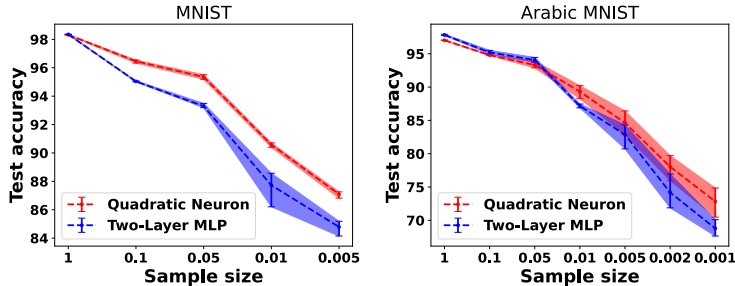 MNIST
Test accuracy
98
96
94
92
90
88
86
84
Quadratic Neuron
Two-Layer MLP
1
0.1
0.05
0.01
0.005
Sample size
Arabic MNIST
Test accuracy
95
90
85
80
75
70
Quadratic Neuron
Two-Layer MLP
1
0.1
0.05
0.01
0.005
0.002
0.001
Sample size